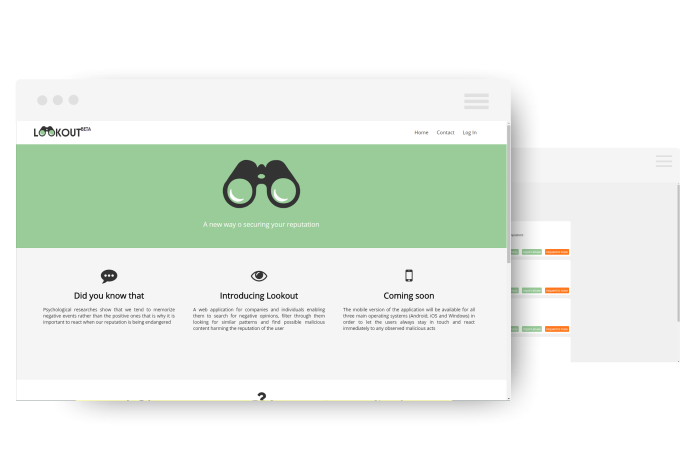 LOOKOUT BETA
Home Contact Log In
A new way o securing your reputation
Did you know that
Psychological researches show that we tend to memorize
negative events rather than the positive ones that is why it is
important to react when our reputation is being endangered
Introducing Lookout
A web application for companies and individuals enabling
them to search for negative opinions, filter through them
looking for similar patterns and find possible malicious
content harming the reputation of the user
Coming soon
The mobile version of the application will be available for all
three main operating systems (Android, iOS and Windows) in
order to let the users always stay in touch and react
immediately to any observed malicious acts
?